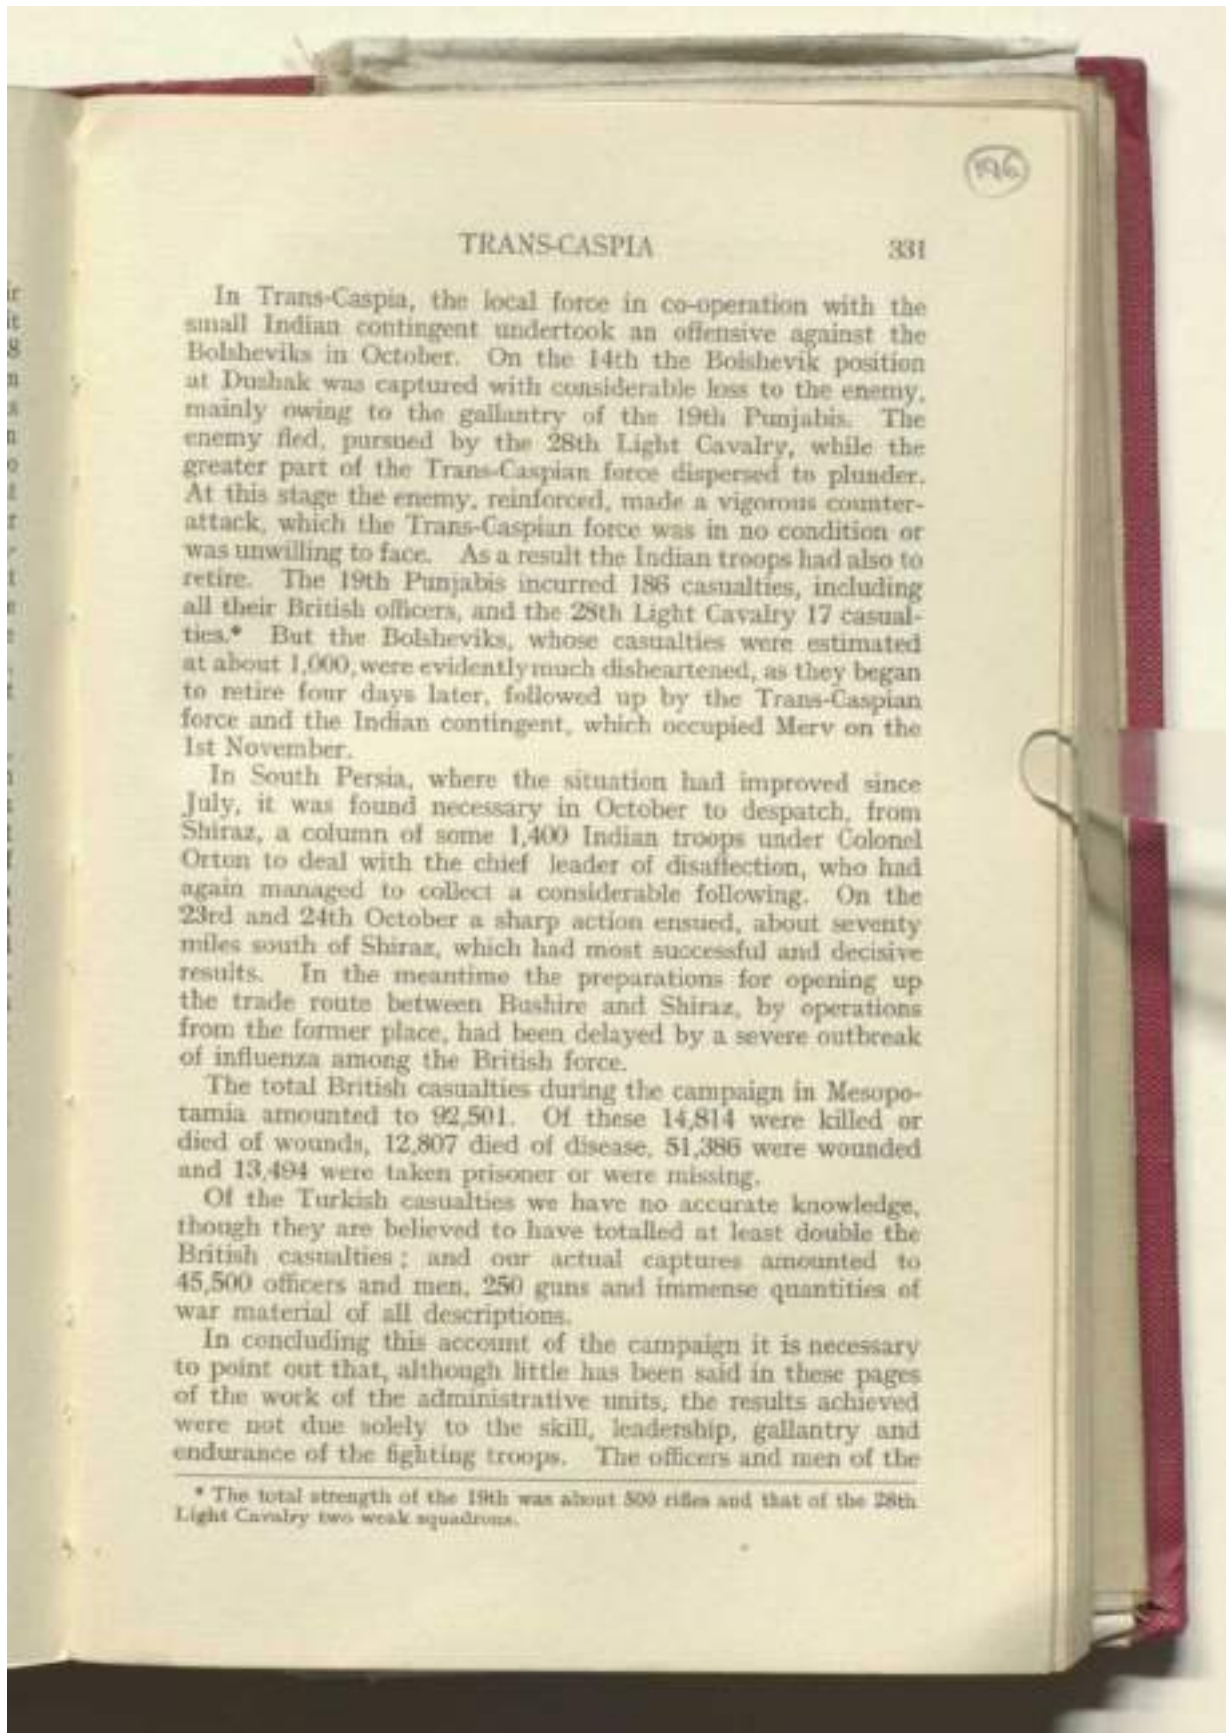 196
TRANS-CASPIA 331
In Trans-Caspia, the local force in co-operation with the
small Indian contingent undertook an offensive against the
Bolsheviks in October. On the 14th the Bolshevik position
at Dushak was captured with considerable loss to the enemy,
mainly owing to the gallantry of the 19th Punjabis. The
enemy fled, pursued by the 28th Light Cavalry, while the
greater part of the Trans-Caspian force dispersed to plunder.
At this stage the enemy, reinforced, made a vigorous counter-
attack, which the Trans-Caspian force was in no condition or
was unwilling to face. As a result the Indian troops had also to
retire. The 19th Punjabis incurred 186 casualties, including
all their British officers, and the 28th Light Cavalry 17 casual-
ties.* But the Bolsheviks, whose casualties were estimated
at about 1,000, were evidently much disheartened, as they began
to retire four days later, followed up by the Trans-Caspian
force and the Indian contingent, which occupied Merv on the
1st November.
In South Persia, where the situation had improved since
July, it was found necessary in October to despatch, from
Shiraz, a column of some 1,400 Indian troops under Colonel
Orton to deal with the chief leader of disaffection, who had
again managed to collect a considerable following. On the
23rd and 24th October a sharp action ensued, about seventy
miles south of Shiraz, which had most successful and decisive
results. In the meantime the preparations for opening up
the trade route between Bushire and Shiraz, by operations
from the former place, had been delayed by a severe outbreak
of influenza among the British force.
The total British casualties during the campaign in Mesopo-
tamia amounted to 92,501. Of these 14,814 were killed or
died of wounds, 12,807 died of disease, 51,386 were wounded
and 13,494 were taken prisoner or were missing.
Of the Turkish casualties we have no accurate knowledge,
though they are believed to have totalled at least double the
British casualties; and our actual captures amounted to
45,500 officers and men, 250 guns and immense quantities of
war material of all descriptions.
In concluding this account of the campaign it is necessary
to point out that, although little has been said in these pages
of the work of the administrative units, the results achieved
were not due solely to the skill, leadership, gallantry and
endurance of the fighting troops. The officers and men of the
* The total strength of the 19th was about 500 rifles and that of the 28th
Light Cavalry two weak squadrons.